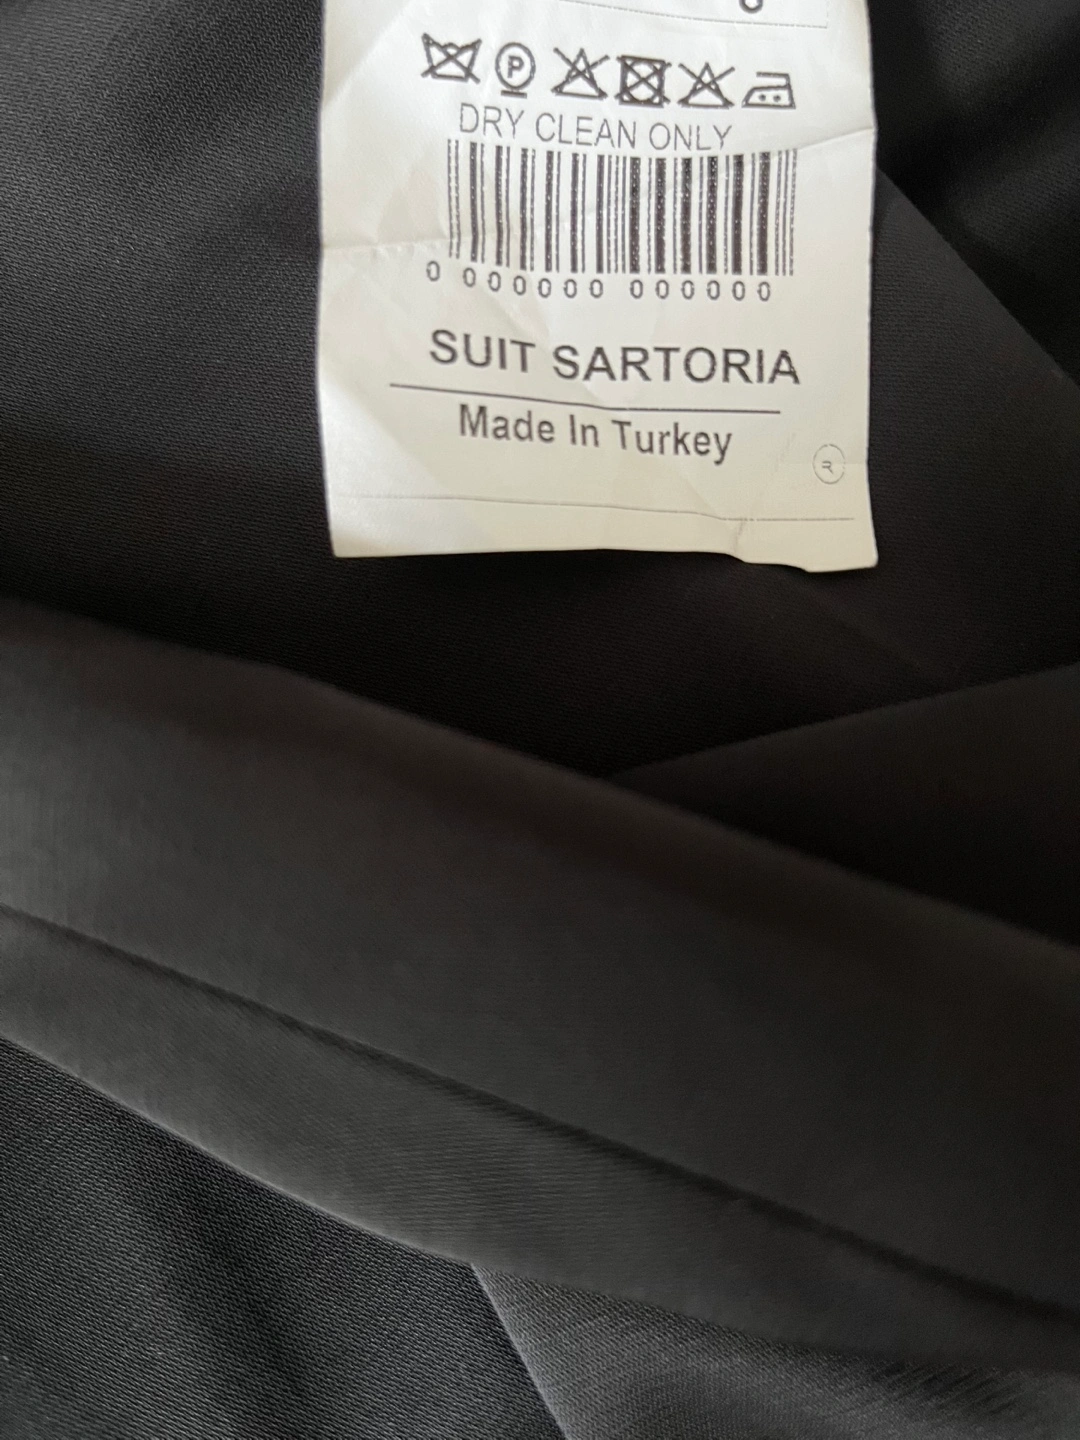 DRY CLEAN ONLY
0 000000 000000
SUIT SARTORIA
Made In Turkey